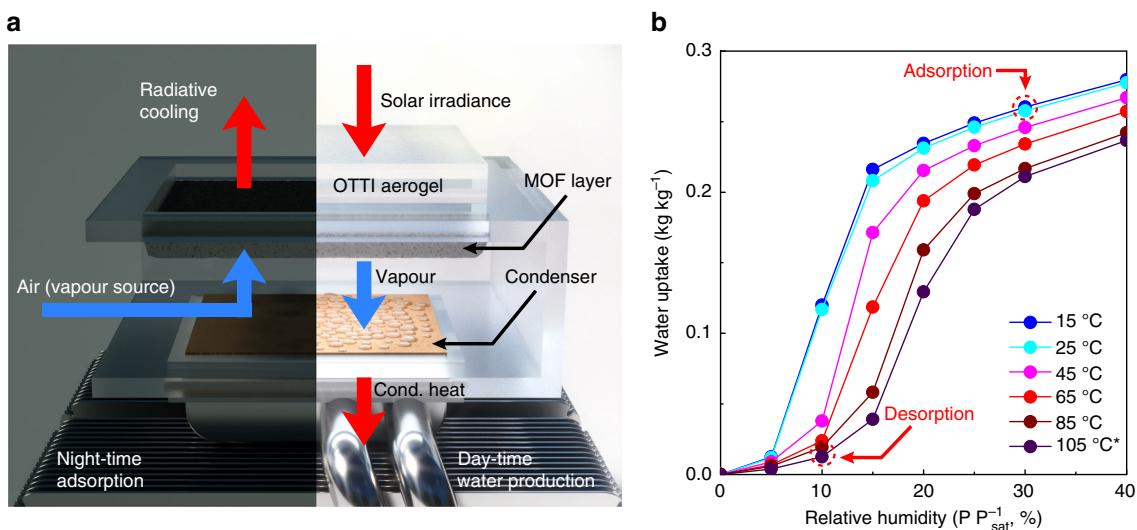 a
Radiative
cooling
Solar irradiance
OTTI aerogel
MOF layer
Air (vapour source)
Vapour
Condenser
Cond. heat
Night-time
adsorption
Day-time
water production
b
Water uptake (kg kg⁻¹)
0.3
0.2
0.1
0.0
Adsorption
Desorption
15 °C
25 °C
45 °C
65 °C
85 °C
105 °C*
0 10 20 30 40
Relative humidity (P P⁻¹sat, %)